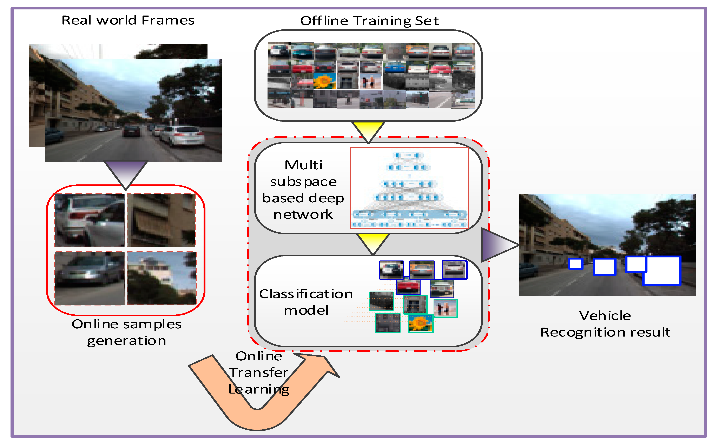 Real world Frames
Offline Training Set
Multi
subspace
based deep
network
Classification
model
Online samples
generation
Online
Transfer
Learning
Vehicle
Recognition result